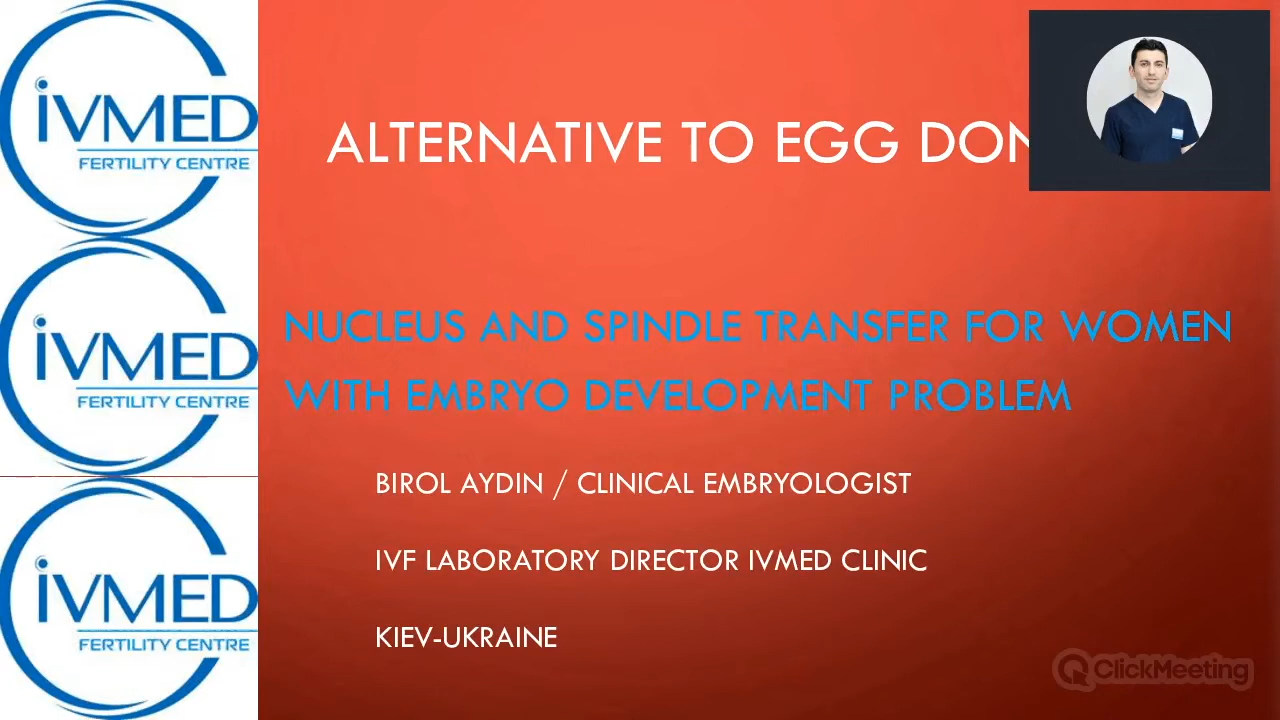 iVMED
FERTILITY CENTRE
iVMED
FERTILITY CENTRE
iVMED
FERTILITY CENTRE
ALTERNATIVE TO EGG DON
NUCLEUS AND SPINDLE TRANSFER FOR WOMEN
WITH EMBRYO DEVELOPMENT PROBLEM
BIROL AYDIN / CLINICAL EMBRYOLOGIST
IVF LABORATORY DIRECTOR IVMED CLINIC
KIEV-UKRAINE
ClickMeeting